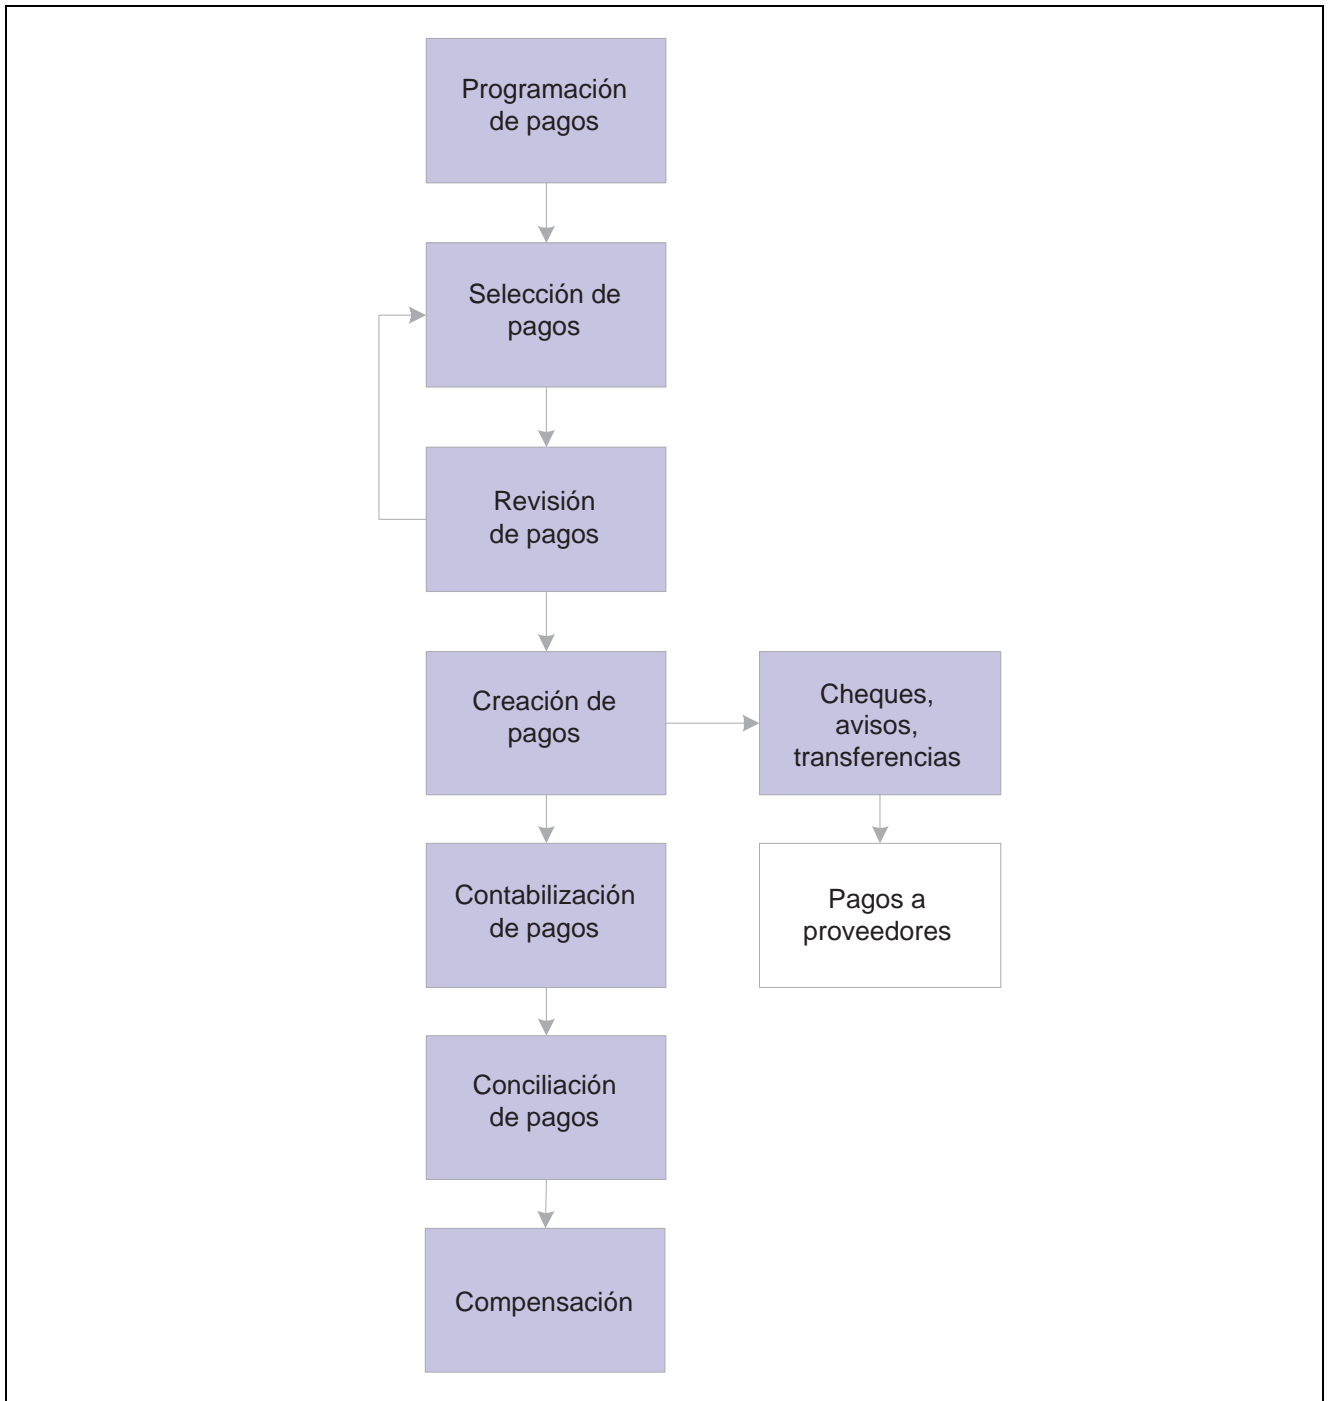 Programación
de pagos
Selección de
pagos
Revisión
de pagos
Creación de
pagos
Cheques,
avisos,
transferencias
Contabilización
de pagos
Pagos a
proveedores
Conciliación
de pagos
Compensación